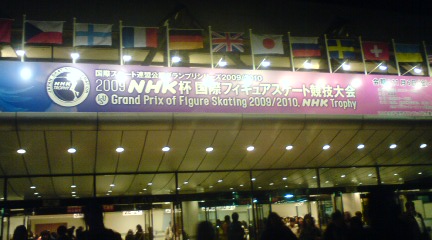 国際スケート連盟公認グランプリシリーズ2009/2010
2009 NHK杯 国際フィギュアスケート競技大会
Grand Prix of Figure Skating 2009/2010, NHK Trophy
NHK
TROPHY